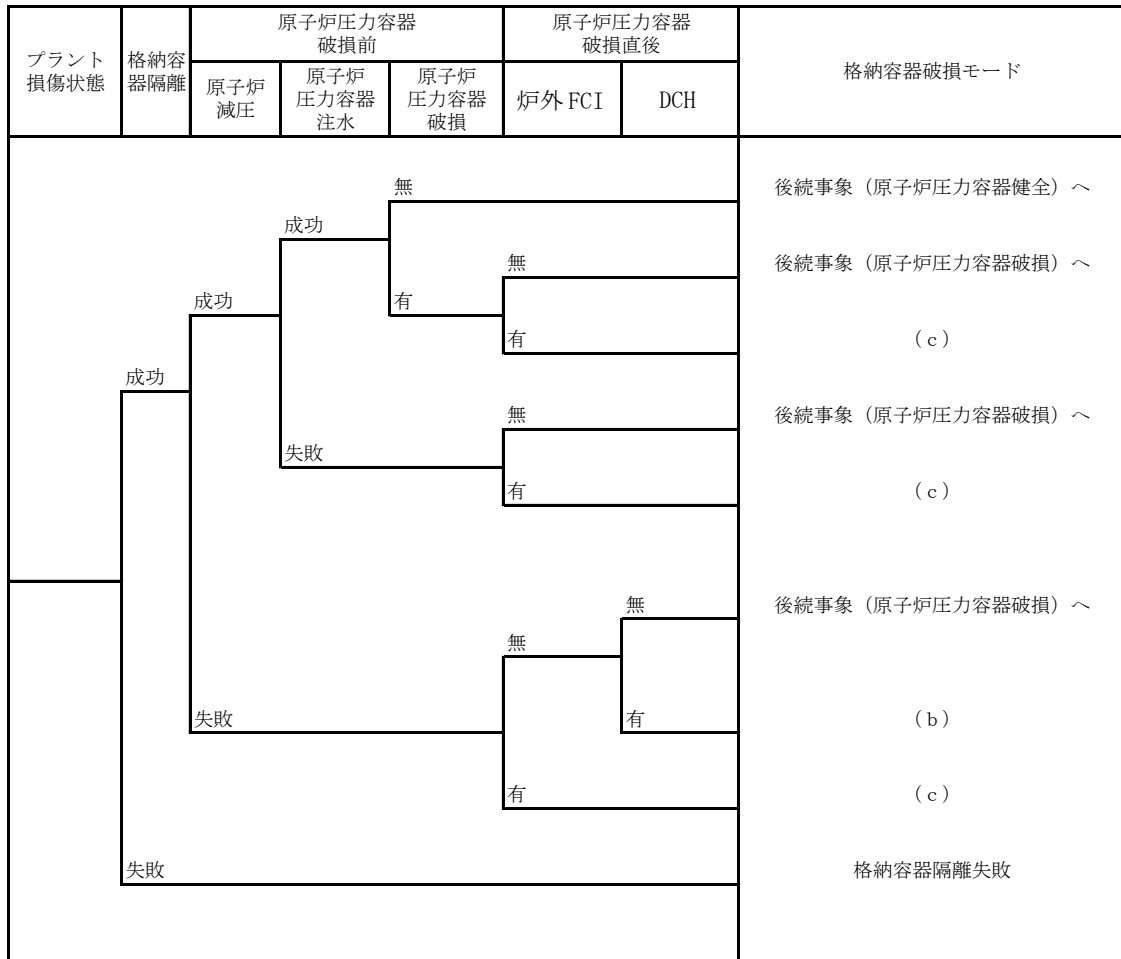 プラント
損傷状態
格納容
器隔離
原子炉圧力容器
破損前
原子炉圧力容器
破損直後
格納容器破損モード
原子炉
減圧
原子炉
圧力容器
注水
原子炉
圧力容器
破損
炉外FCI
DCH
無
後続事象（原子炉圧力容器健全）へ
成功
無
後続事象（原子炉圧力容器破損）へ
成功
有
有
（c）
成功
無
後続事象（原子炉圧力容器破損）へ
失敗
有
（c）
無
後続事象（原子炉圧力容器破損）へ
無
失敗
有
（b）
有
（c）
失敗
格納容器隔離失敗